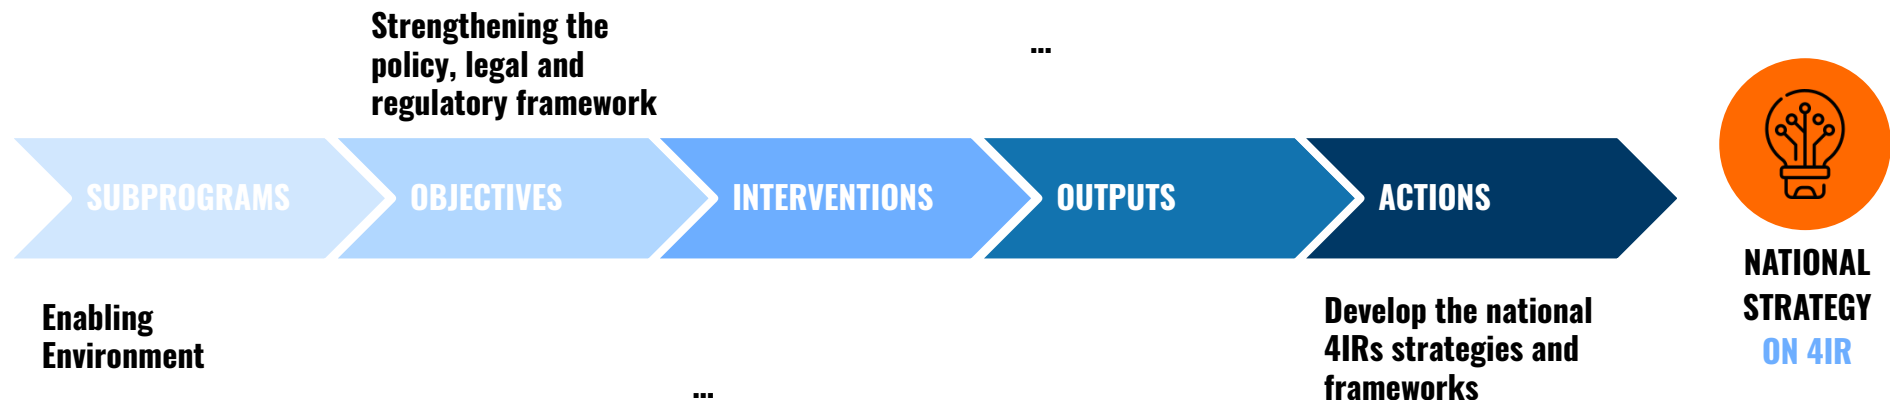 Strengthening the
policy, legal and
regulatory framework
...
SUBPROGRAMS
OBJECTIVES
INTERVENTIONS
OUTPUTS
ACTIONS
NATIONAL
STRATEGY
ON 4IR
Enabling
Environment
...
Develop the national
4IRs strategies and
frameworks